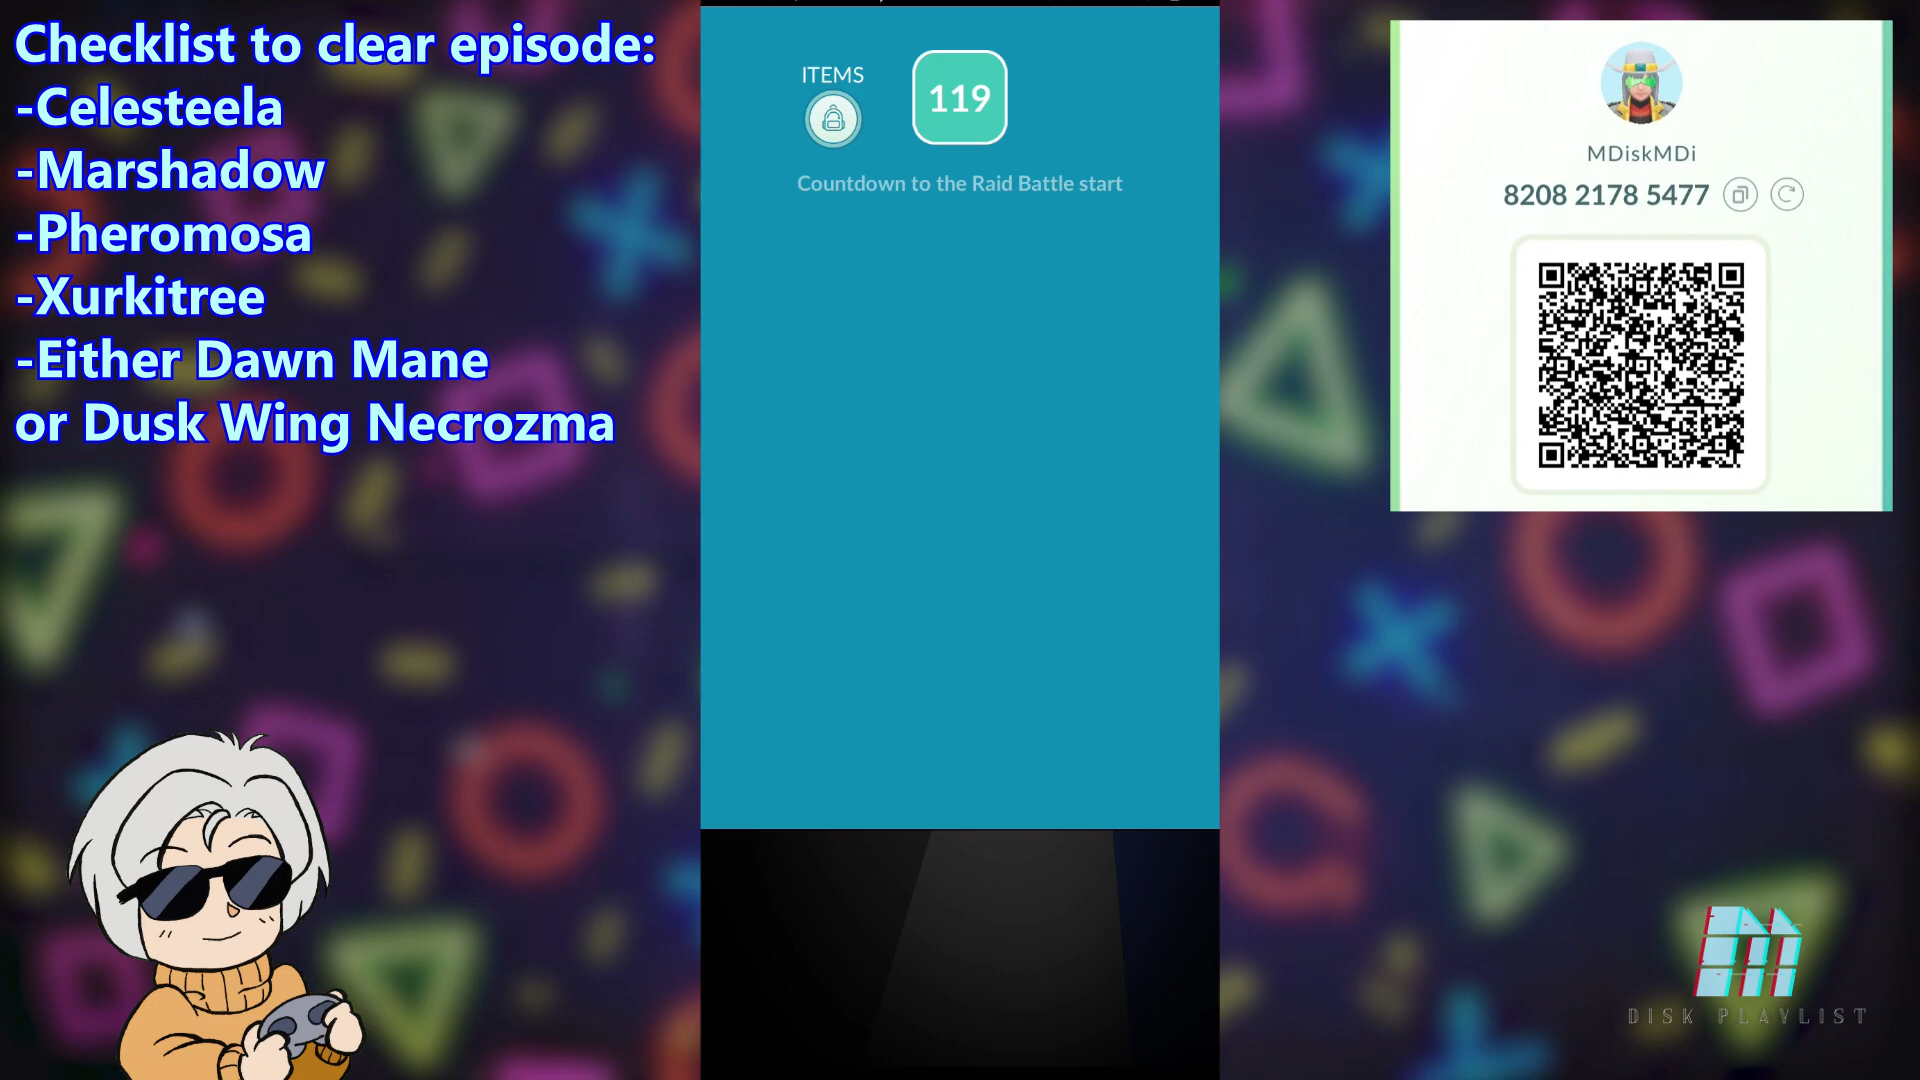 Checklist to clear episode:
-Celesteela
-Marshadow
-Pheromosa
-Xurkitree
-Either Dawn Mane
or Dusk Wing Necrozma
ITEMS
119
Countdown to the Raid Battle start
MDiskMDi
8208 2178 5477
DISK PLAYLIST